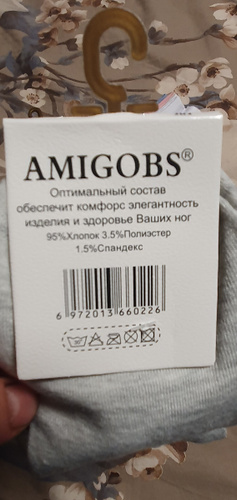 AMIGOBS®
Оптимальный состав
обеспечит комфорс элегантность
изделия и здоровье Ваших ног
95%Хлопок 3.5%Полиэстер
1.5%Спандекс
6 972013 660226